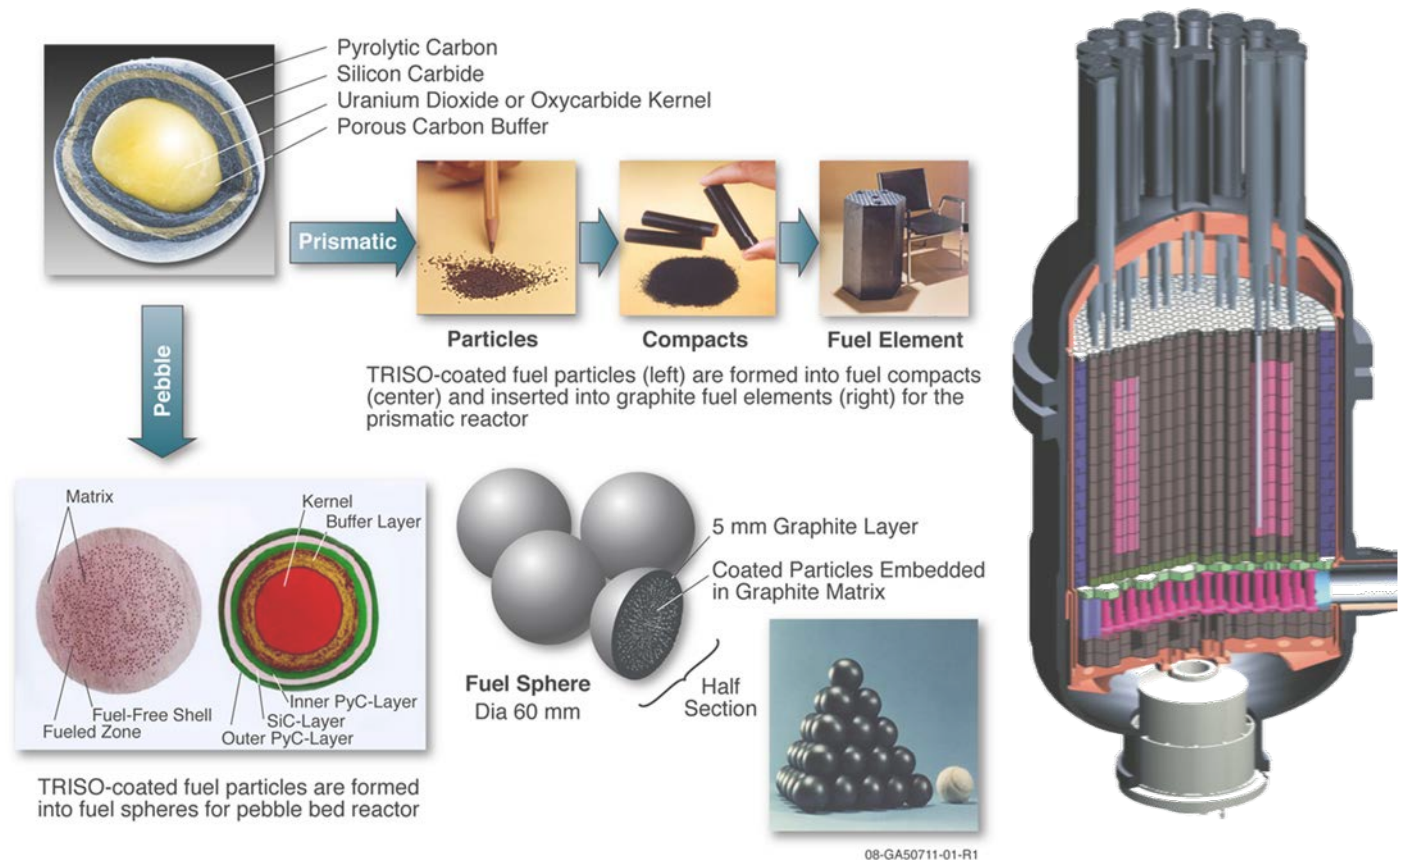 Pyrolytic Carbon
Silicon Carbide
Uranium Dioxide or Oxycarbide Kernel
Porous Carbon Buffer
Prismatic
Particles
Compacts
Fuel Element
TRISO-coated fuel particles (left) are formed into fuel compacts
(center) and inserted into graphite fuel elements (right) for the
prismatic reactor
Pebble
Matrix
Kernel
Buffer Layer
Fuel-Free Shell
Fueled Zone
Inner PyC-Layer
SiC-Layer
Outer PyC-Layer
TRISO-coated fuel particles are formed
into fuel spheres for pebble bed reactor
5 mm Graphite Layer
Coated Particles Embedded
in Graphite Matrix
Fuel Sphere
Dia 60 mm
Half
Section
08-GA50711-01-R1